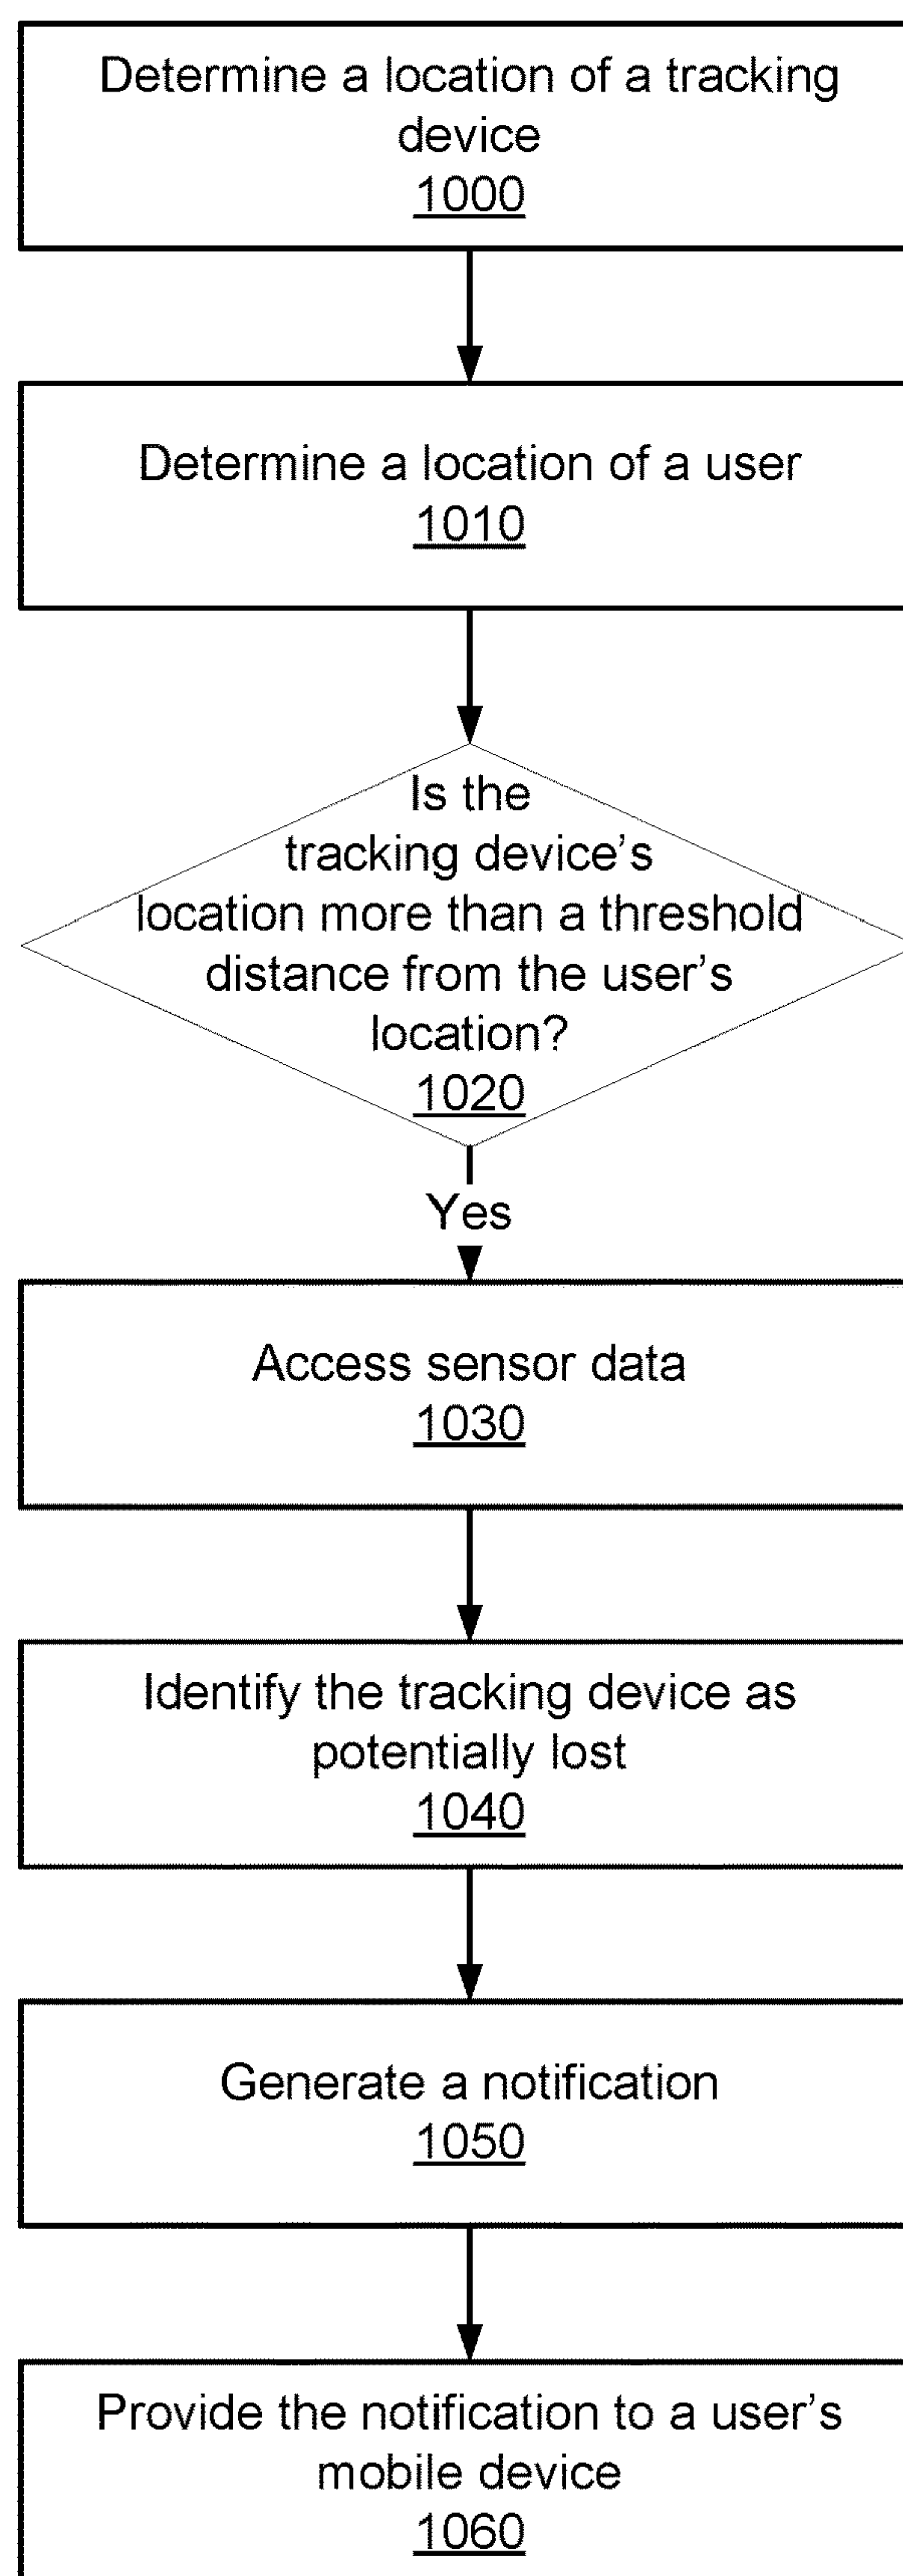 Determine a location of a tracking
device
1000
Determine a location of a user
1010
Is the
tracking device's
location more than a threshold
distance from the user's
location?
1020
Yes
Access sensor data
1030
Identify the tracking device as
potentially lost
1040
Generate a notification
1050
Provide the notification to a user's
mobile device
1060